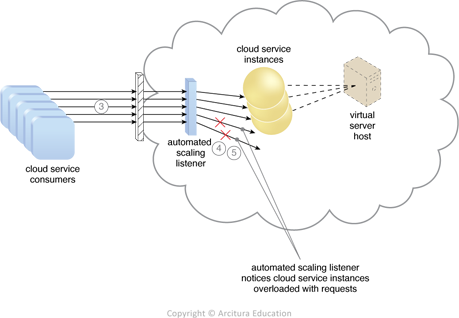 cloud service
instances
virtual
server
host
3
automated
scaling
listener
4
5
cloud service
consumers
automated scaling listener
notices cloud service instances
overloaded with requests
Copyright © Arcitura Education